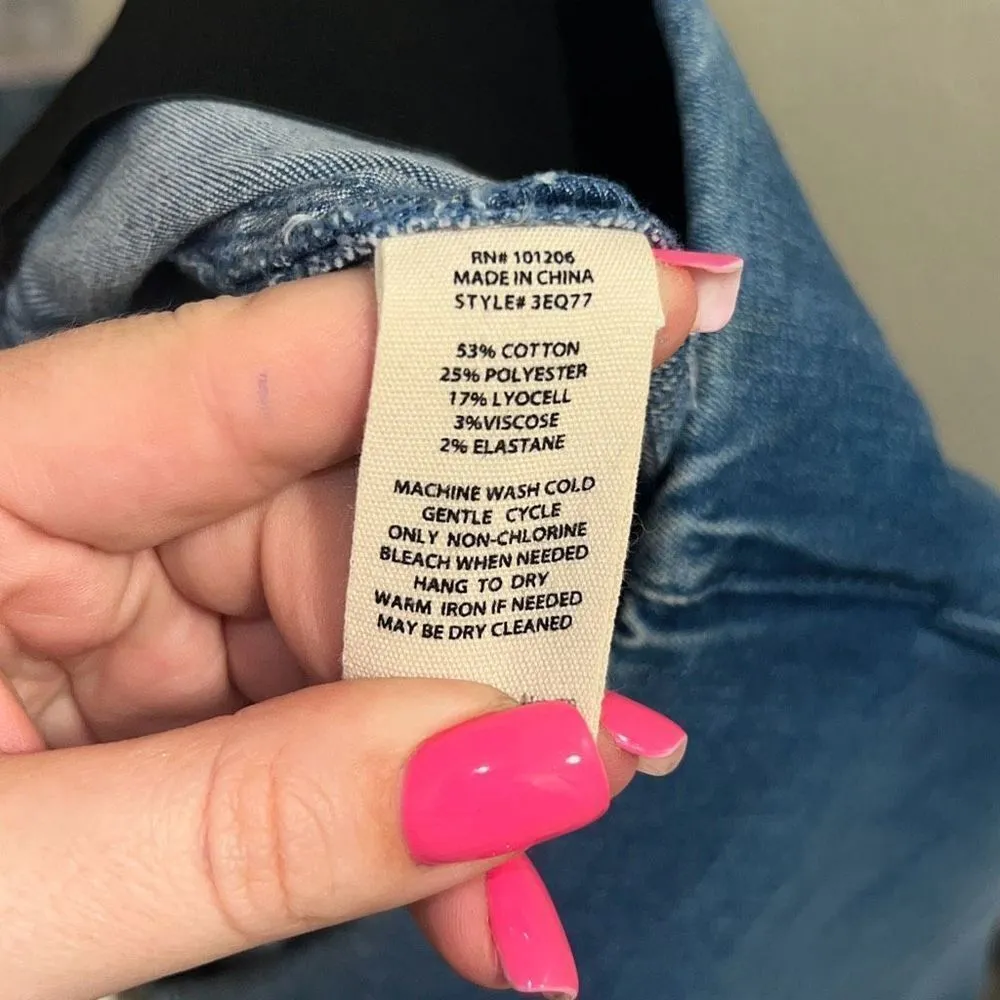 RN# 101206
MADE IN CHINA
STYLE# 3EQ77
53% COTTON
25% POLYESTER
17% LYOCELL
3%VISCOSE
2% ELASTANE
MACHINE WASH COLD
GENTLE CYCLE
ONLY NON-CHLORINE
BLEACH WHEN NEEDED
HANG TO DRY
WARM IRON IF NEEDED
MAY BE DRY CLEANED